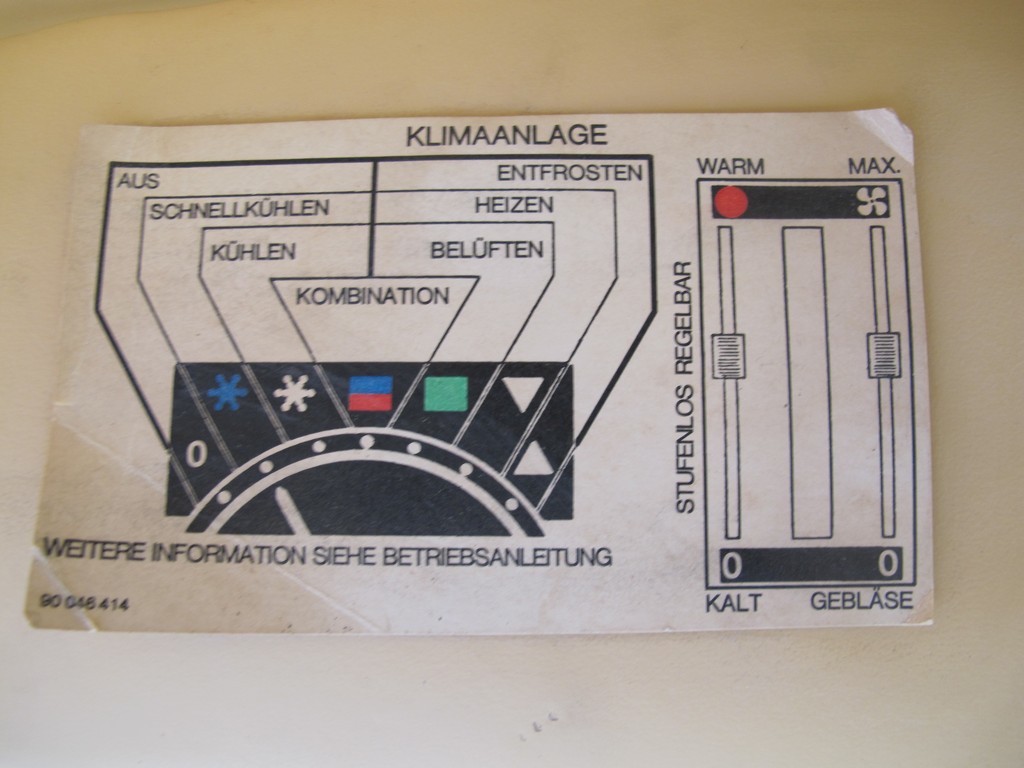 KLIMAANLAGE
AUS
ENTFROSTEN
SCHNELLKÜHLEN
HEIZEN
KÜHLEN
BELÜFTEN
KOMBINATION
0
WEITERE INFORMATION SIEHE BETRIEBSANLEITUNG
90 046 414
WARM MAX.
STUFENLOS REGELBAR
0 0
KALT GEBLÄSE